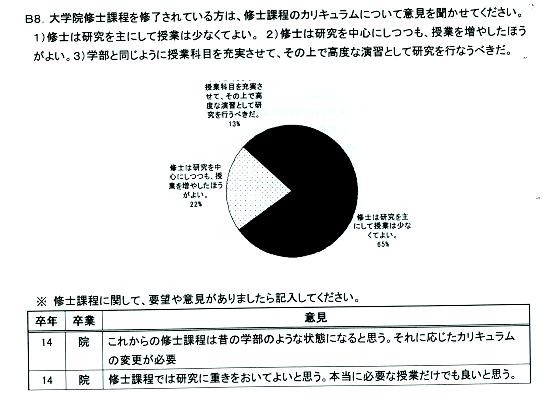 B8．大学院修士課程を修了されている方は、修士課程のカリキュラムについて意見を聞かせてください。
1)修士は研究を主にして授業は少なくてよい。 2)修士は研究を中心にしつつも、授業を増やしたほう
がよい。3)学部と同じように授業科目を充実させて、その上で高度な演習として研究を行なうべきだ。
授業科目を充実さ
せて、その上で高
度な演習として研
究を行うべきだ。
13%
修士は研究を中
心にしつつも、授
業を増やしたほう
がよい。
22%
修士は研究を主
にして授業は少な
くてよい。
65%
※ 修士課程に関して、要望や意見がありましたら記入してください。
卒年 卒業 意見
14 院 これからの修士課程は昔の学部のような状態になると思う。それに応じたカリキュラム
の変更が必要
14 院 修士課程では研究に重きをおいてよいと思う。本当に必要な授業だけでも良いと思う。